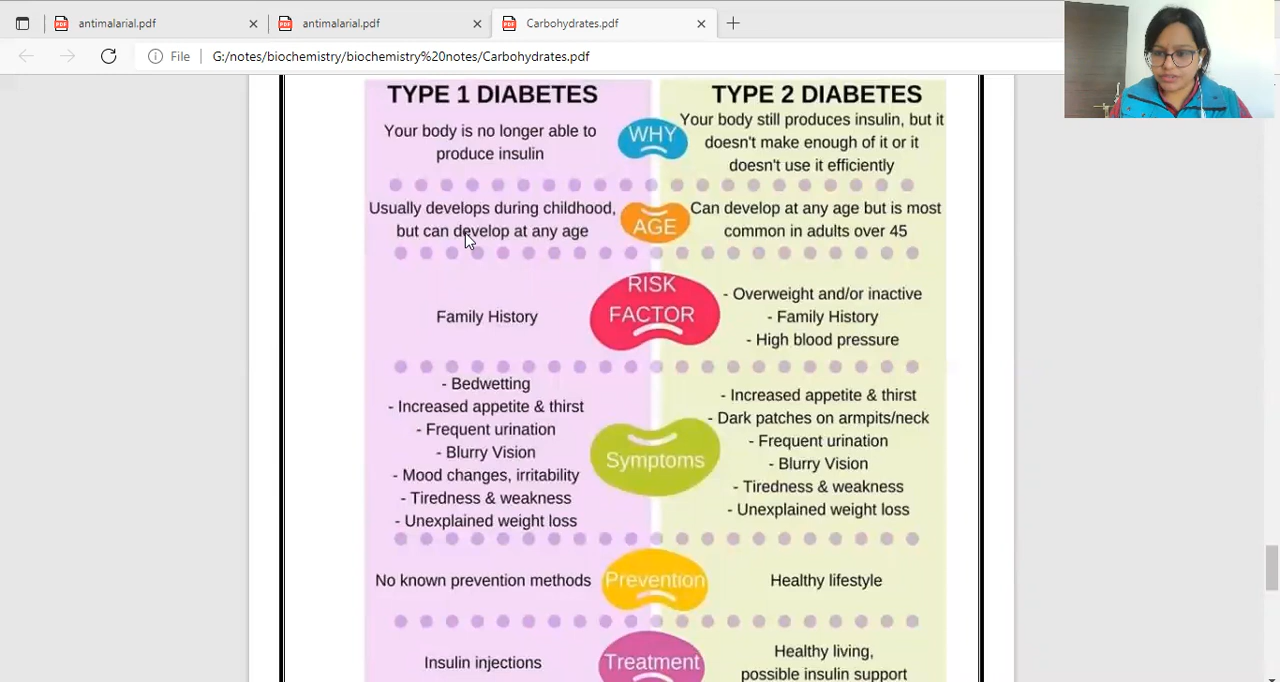 antimalarial.pdf
antimalarial.pdf
Carbohydrates.pdf
File
G:/notes/biochemistry/biochemistry%20notes/Carbohydrates.pdf
TYPE 1 DIABETES
TYPE 2 DIABETES
Your body is no longer able to
produce insulin
WHY
Your body still produces insulin, but it
doesn't make enough of it or it
doesn't use it efficiently
Usually develops during childhood,
but can develop at any age
AGE
Can develop at any age but is most
common in adults over 45
Family History
RISK
FACTOR
- Overweight and/or inactive
- Family History
- High blood pressure
- Bedwetting
- Increased appetite & thirst
- Frequent urination
- Blurry Vision
- Mood changes, irritability
- Tiredness & weakness
- Unexplained weight loss
Symptoms
- Increased appetite & thirst
- Dark patches on armpits/neck
- Frequent urination
- Blurry Vision
- Tiredness & weakness
- Unexplained weight loss
No known prevention methods
Prevention
Healthy lifestyle
Insulin injections
Treatment
Healthy living,
possible insulin support